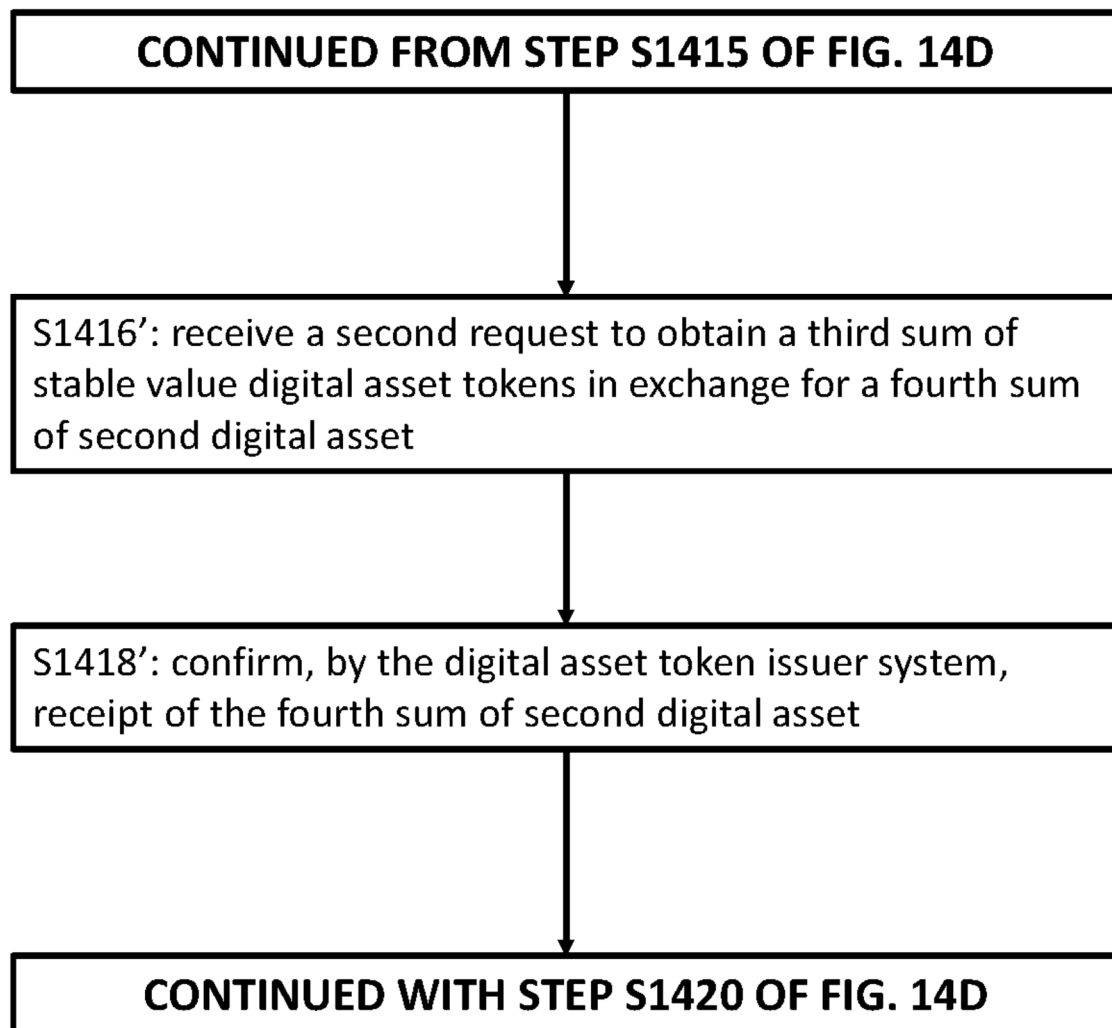 CONTINUED FROM STEP S1415 OF FIG. 14D
S1416’: receive a second request to obtain a third sum of
stable value digital asset tokens in exchange for a fourth sum
of second digital asset
S1418’: confirm, by the digital asset token issuer system,
receipt of the fourth sum of second digital asset
CONTINUED WITH STEP S1420 OF FIG. 14D